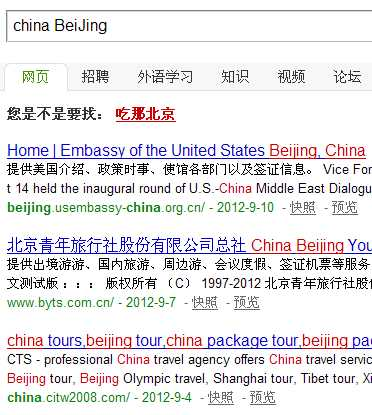 china BeiJing
网页 招聘 外语学习 知识 视频 论坛
您是不是要找： 吃那北京
Home | Embassy of the United States Beijing, China
提供美国介绍、政策时事、使馆各部门以及签证信息。 Vice For
t 14 held the inaugural round of U.S.-China Middle East Dialogu
beijing.usembassy-china.org.cn/ - 2012-9-10 - 快照 - 预览
北京青年旅行社股份有限公司总社 China Beijing You
提供出境游游、国内旅游、周边游、会议度假、签证机票等服务
文测试版 ：：： 版权所有 （C） 1997-2012 北京青年旅行社股份
www.byts.com.cn/ - 2012-9-7 - 快照 - 预览
china tours,beijing tour,china package tour,beijing pac
CTS - professional China travel agency offers China travel servic
Beijing tour, Beijing Olympic travel, Shanghai tour, Tibet tour, Xi
china.citw2008.com/ - 2012-9-4 - 快照 - 预览